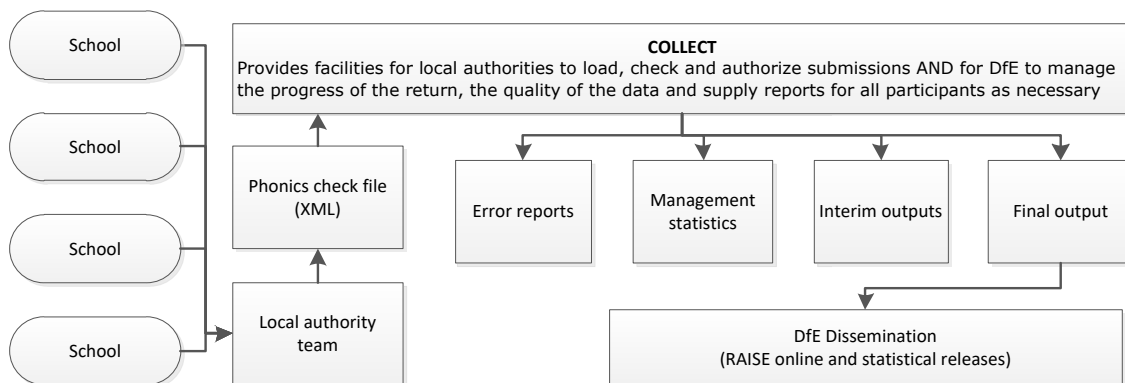 School
School
School
School
COLLECT
Provides facilities for local authorities to load, check and authorize submissions AND for DfE to manage
the progress of the return, the quality of the data and supply reports for all participants as necessary
Phonics check file
(XML)
Local authority
team
Error reports
Management
statistics
Interim outputs
Final output
DfE Dissemination
(RAISE online and statistical releases)